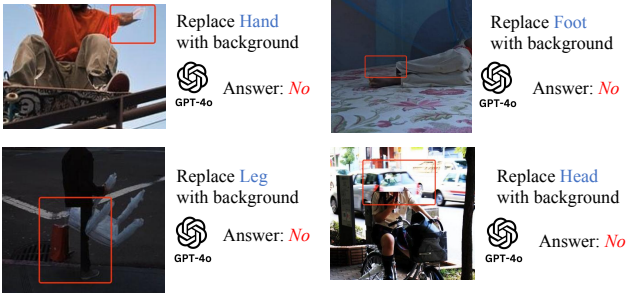 Replace Hand
with background
GPT-4o
Answer: No
Replace Foot
with background
GPT-4o
Answer: No
Replace Leg
with background
GPT-4o
Answer: No
Replace Head
with background
GPT-4o
Answer: No